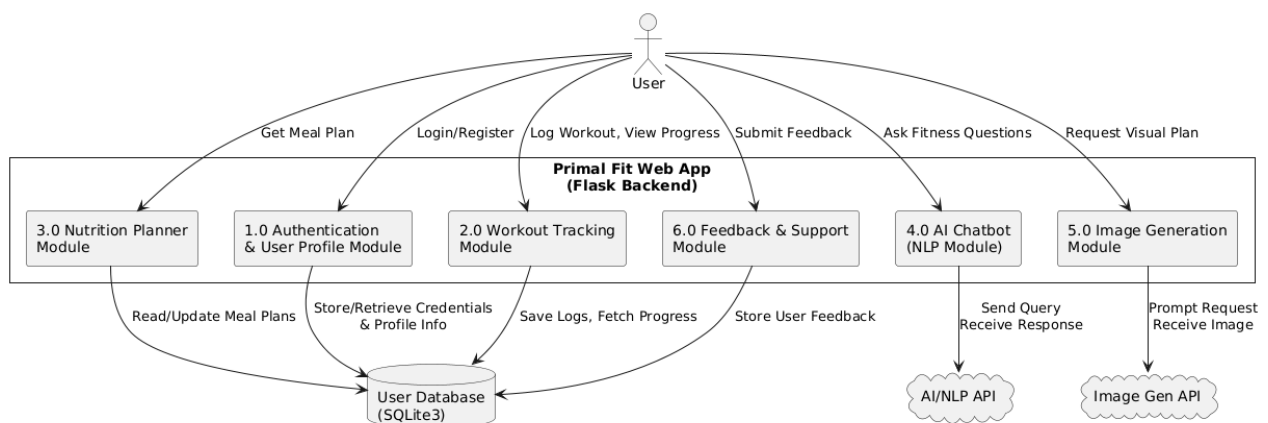 User
Get Meal Plan
Login/Register
Log Workout, View Progress
Submit Feedback
Ask Fitness Questions
Request Visual Plan
Primal Fit Web App
(Flask Backend)
3.0 Nutrition Planner
Module
1.0 Authentication
& User Profile Module
2.0 Workout Tracking
Module
6.0 Feedback & Support
Module
4.0 AI Chatbot
(NLP Module)
5.0 Image Generation
Module
Read/Update Meal Plans
Store/Retrieve Credentials
& Profile Info
Save Logs, Fetch Progress
Store User Feedback
Send Query
Receive Response
Prompt Request
Receive Image
User Database
(SQLite3)
AI/NLP API
Image Gen API